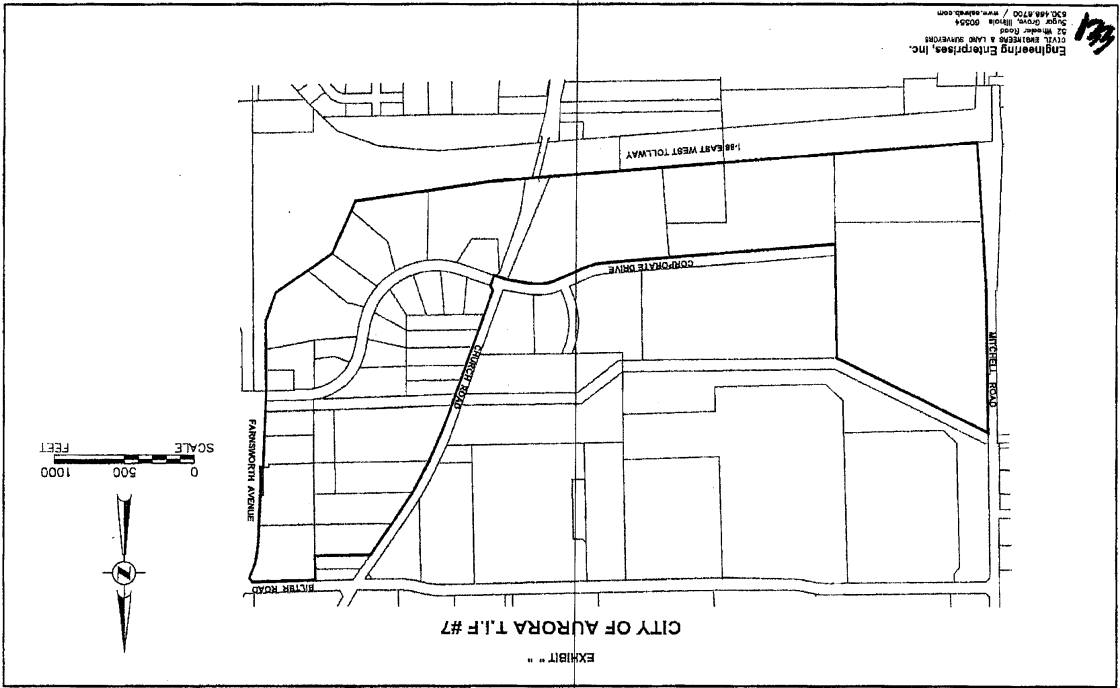 EXHIBIT " "
CITY OF AURORA T.I.F #7
BILTER ROAD
FARNSWORTH AVENUE
CHURCH ROAD
MITCHELL ROAD
CORPORATE DRIVE
I-88 EAST WEST TOLLWAY
N
0 500 1000
SCALE FEET
Engineering Enterprises, Inc.
CIVIL ENGINEERS & LAND SURVEYORS
52 Wheeler Road
Sugar Grove, Illinois 60554
630.466.6700 / www.eeiweb.com